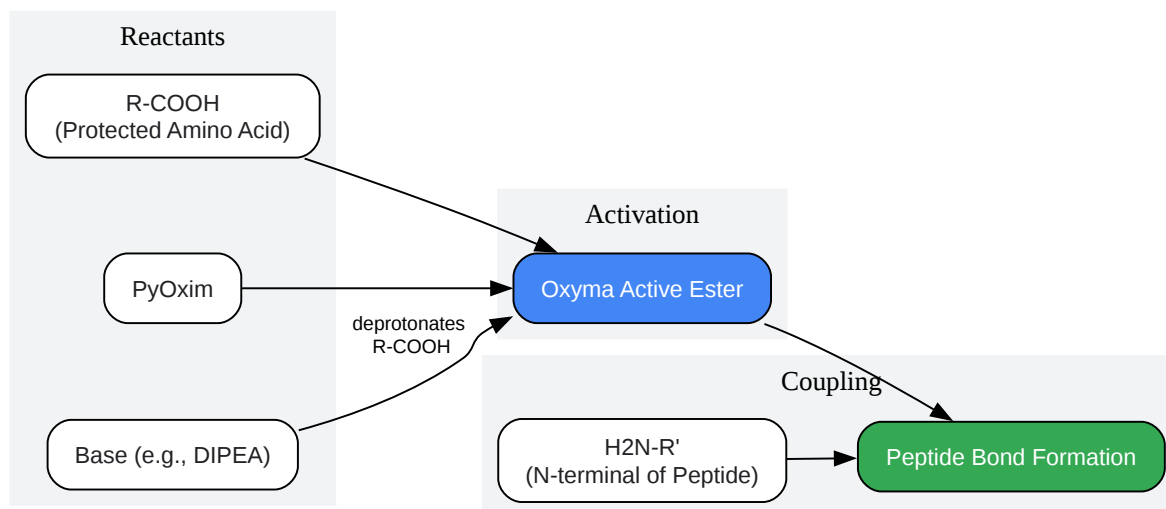 Reactants
R-COOH
(Protected Amino Acid)
PyOxim
deprotonates
R-COOH
Base (e.g., DIPEA)
Activation
Oxyma Active Ester
Coupling
H2N-R'
(N-terminal of Peptide)
Peptide Bond Formation